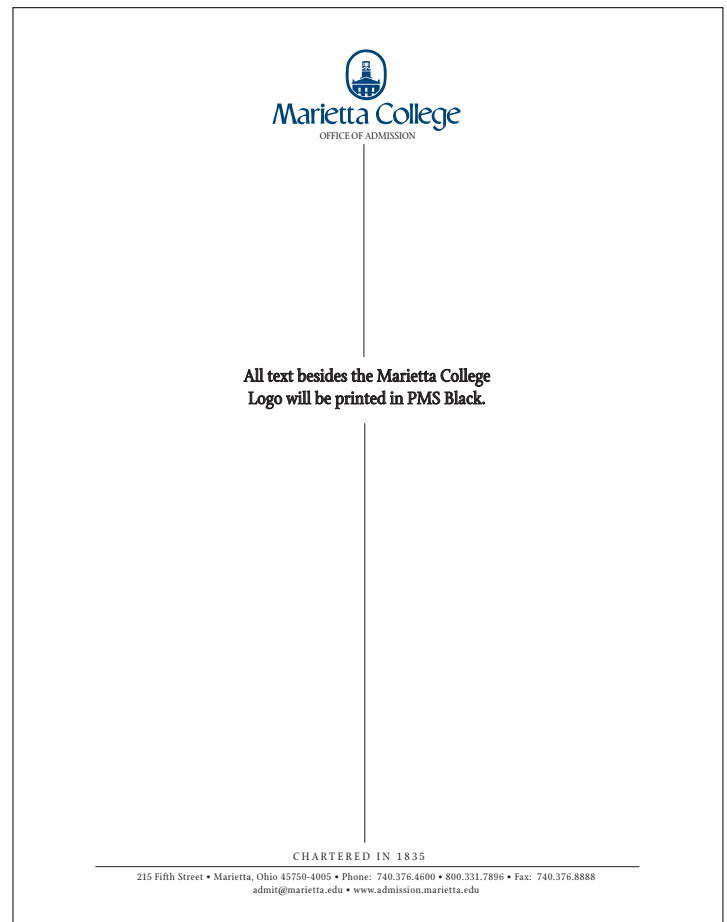 Marietta College
OFFICE OF ADMISSION
All text besides the Marietta College
Logo will be printed in PMS Black.
CHARTERED IN 1835
215 Fifth Street • Marietta, Ohio 45750-4005 • Phone: 740.376.4600 • 800.331.7896 • Fax: 740.376.8888
admit@marietta.edu • www.admission.marietta.edu